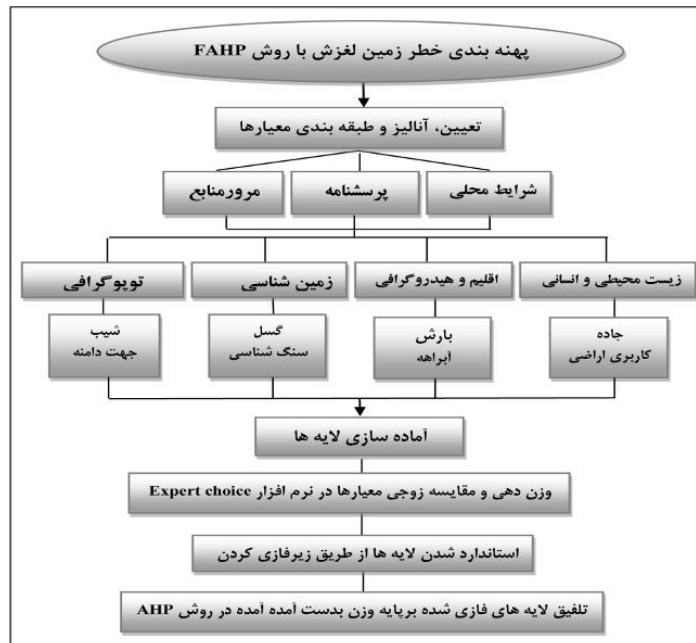 پهنه بندی خطر زمین لغزش با روش FAHP
تعیین، آنالیز و طبقه بندی معیارها
شرایط محلی
پرسشنامه
مرورمنابع
زیست محیطی و انسانی
اقلیم و هیدروگرافی
زمین شناسی
توپوگرافی
جاده
کاربری اراضی
بارش
آبراهه
گسل
سنگ شناسی
شیب
جهت دامنه
آماده سازی لایه ها
وزن دهی و مقایسه زوجی معیارها در نرم افزار Expert choice
استاندارد شدن لایه ها از طریق زیرفازی کردن
تلفیق لایه های فازی شده برپایه وزن بدست آمده آمده در روش AHP